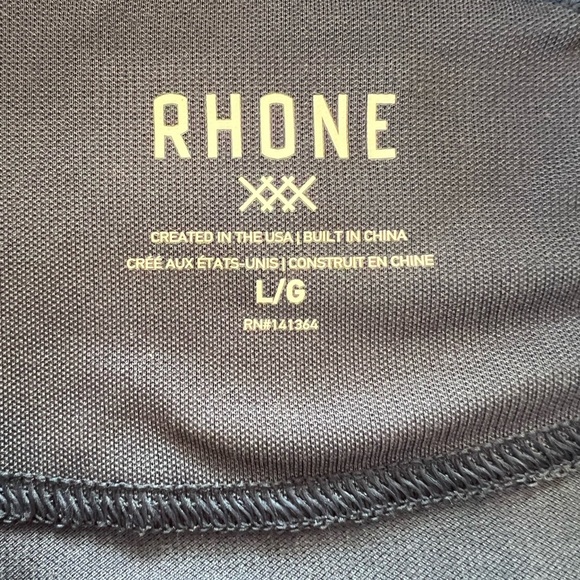 RHONE
CREATED IN THE USA | BUILT IN CHINA
CRÉÉ AUX ÉTATS-UNIS | CONSTRUIT EN CHINE
L/G
RN#141364